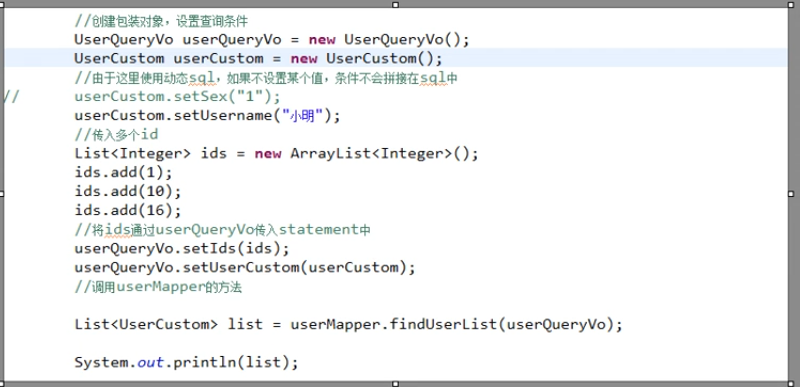 //创建包装对象，设置查询条件
UserQueryVo userQueryVo = new UserQueryVo();
UserCustom userCustom = new UserCustom();
//由于这里使用动态sql，如果不设置某个值，条件不会拼接在sql中
// userCustom.setSex("1");
userCustom.setUsername("小明");
//传入多个id
List<Integer> ids = new ArrayList<Integer>();
ids.add(1);
ids.add(10);
ids.add(16);
//将ids通过userQueryVo传入statement中
userQueryVo.setIds(ids);
userQueryVo.setUserCustom(userCustom);
//调用userMapper的方法
List<UserCustom> list = userMapper.findUserList(userQueryVo);
System.out.println(list);